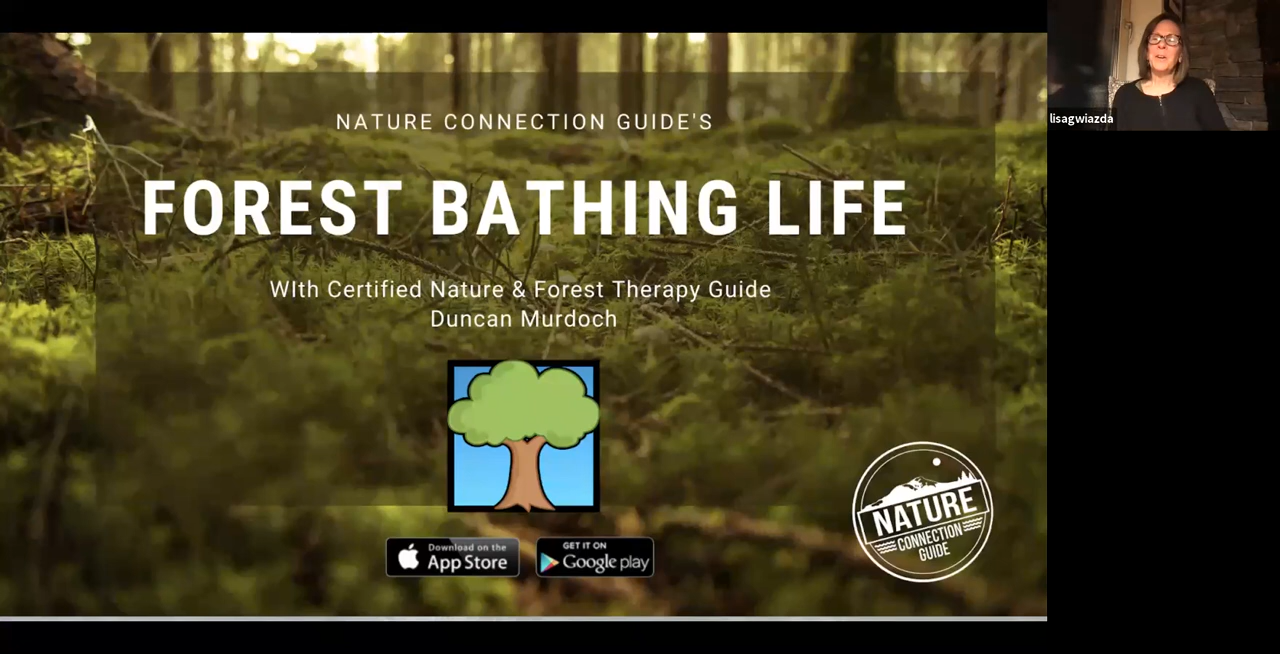 NATURE CONNECTION GUIDE'S
FOREST BATHING LIFE
WIth Certified Nature & Forest Therapy Guide
Duncan Murdoch
Download on the
App Store
GET IT ON
Google play
NATURE
CONNECTION
GUIDE
lisagwiazda